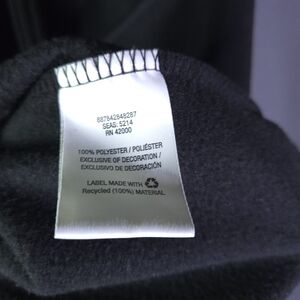 887842848287
SEAS: 5214
RN 42000
100% POLYESTER / POLIÉSTER
EXCLUSIVE OF DECORATION /
EXCLUSIVO DE DECORACIÓN
LABEL MADE WITH
Recycled (100%) MATERIAL